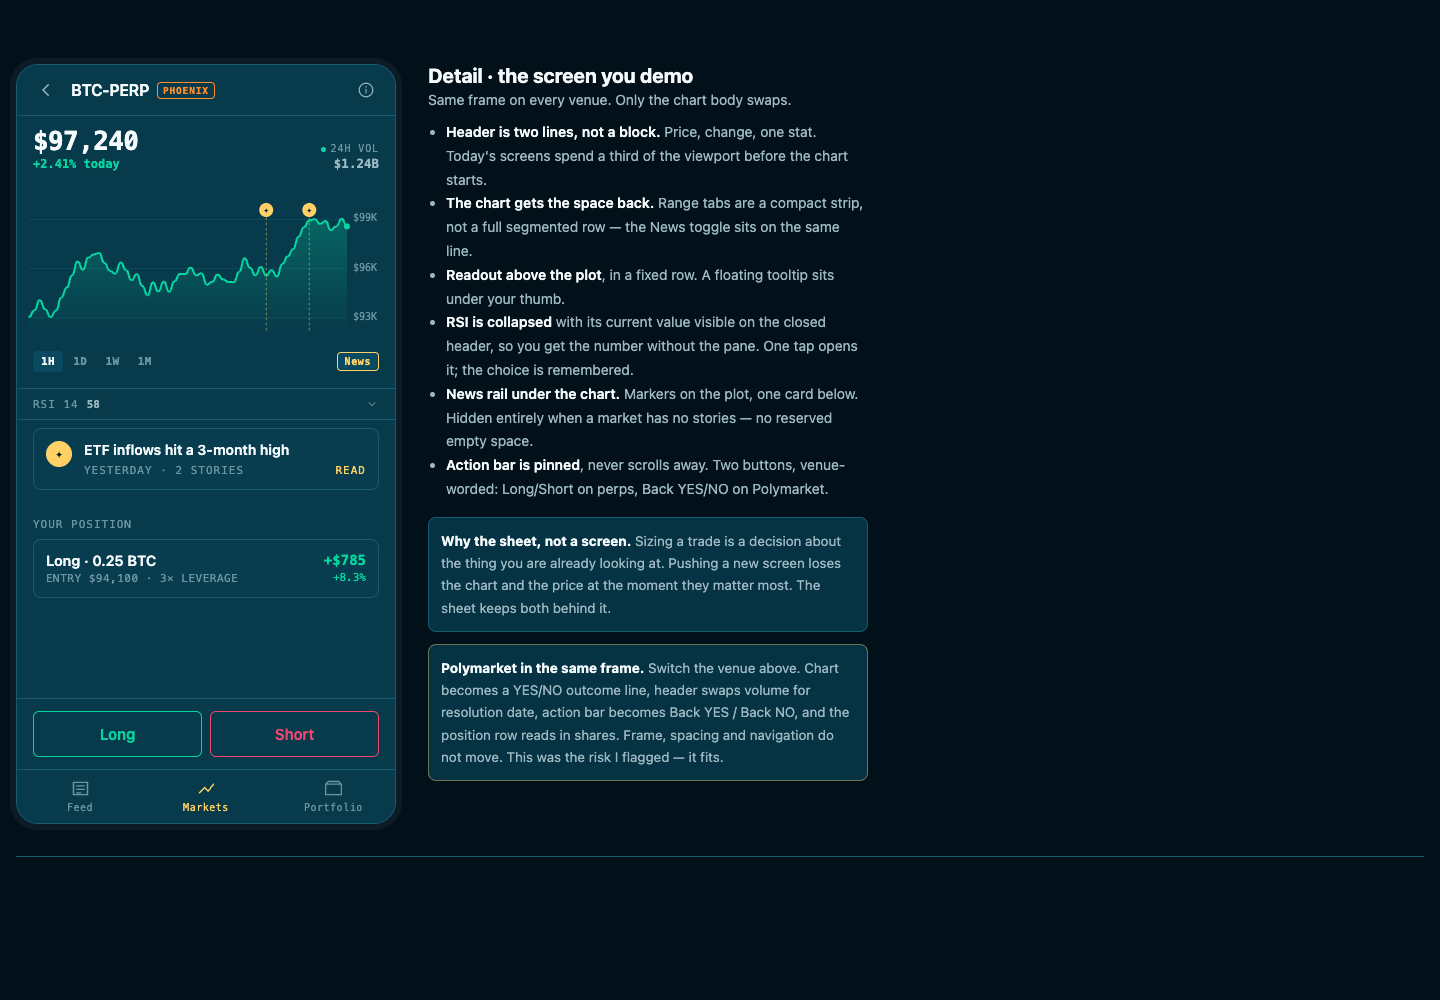 BTC-PERP PHOENIX
$97,240
+2.41% today
24H VOL
$1.24B
$99K
$96K
$93K
1H 1D 1W 1M News
RSI 14 58
ETF inflows hit a 3-month high
YESTERDAY · 2 STORIES READ
YOUR POSITION
Long · 0.25 BTC +$785
ENTRY $94,100 · 3× LEVERAGE +8.3%
Long Short
Feed Markets Portfolio
Detail · the screen you demo
Same frame on every venue. Only the chart body swaps.
• Header is two lines, not a block. Price, change, one stat.
Today's screens spend a third of the viewport before the chart
starts.
• The chart gets the space back. Range tabs are a compact strip,
not a full segmented row — the News toggle sits on the same
line.
• Readout above the plot, in a fixed row. A floating tooltip sits
under your thumb.
• RSI is collapsed with its current value visible on the closed
header, so you get the number without the pane. One tap opens
it; the choice is remembered.
• News rail under the chart. Markers on the plot, one card below.
Hidden entirely when a market has no stories — no reserved
empty space.
• Action bar is pinned, never scrolls away. Two buttons, venue-
worded: Long/Short on perps, Back YES/NO on Polymarket.
Why the sheet, not a screen. Sizing a trade is a decision about
the thing you are already looking at. Pushing a new screen loses
the chart and the price at the moment they matter most. The
sheet keeps both behind it.
Polymarket in the same frame. Switch the venue above. Chart
becomes a YES/NO outcome line, header swaps volume for
resolution date, action bar becomes Back YES / Back NO, and the
position row reads in shares. Frame, spacing and navigation do
not move. This was the risk I flagged — it fits.